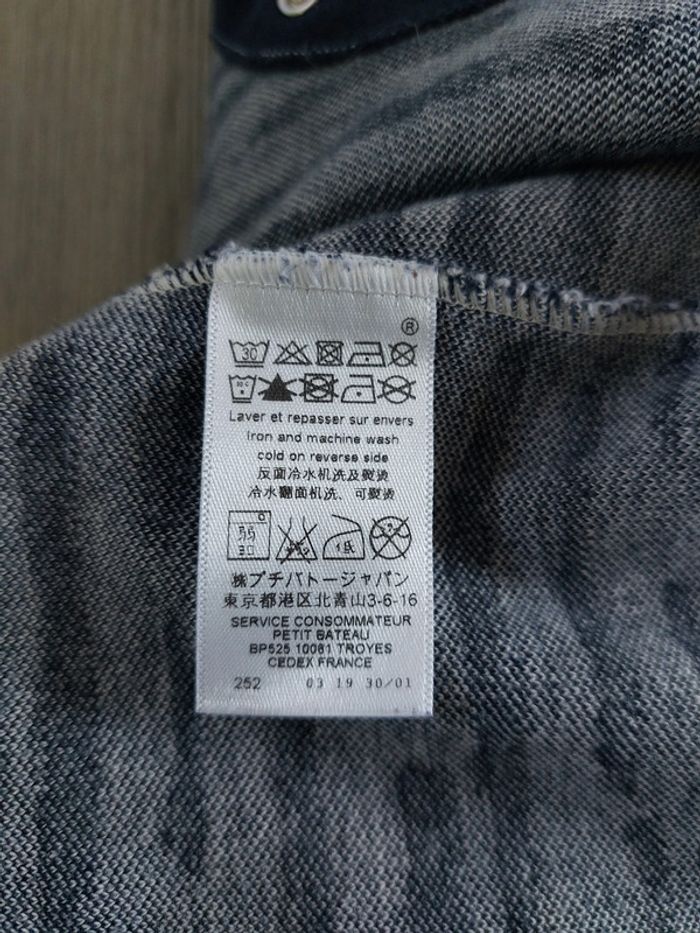 ®
30
30 C
Laver et repasser sur envers
Iron and machine wash
cold on reverse side
反面冷水机洗及熨烫
冷水翻面机洗、可熨烫
弱
30
低
㈱プチバトージャパン
東京都港区北青山3-6-16
SERVICE CONSOMMATEUR
PETIT BATEAU
BP525 10081 TROYES
CEDEX FRANCE
252 03 19 30/01